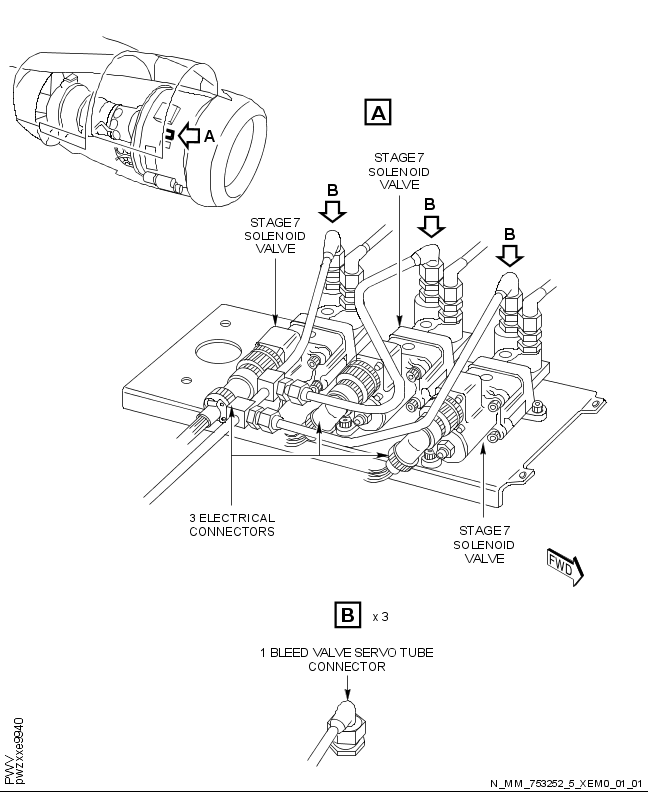 A
A
STAGE 7
SOLENOID
VALVE
B
B
B
STAGE 7
SOLENOID
VALVE
3 ELECTRICAL
CONNECTORS
STAGE 7
SOLENOID
VALVE
FWD
B x 3
1 BLEED VALVE SERVO TUBE
CONNECTOR
PWV
pwzxxe9940
N_MM_753252_5_XEM0_01_01